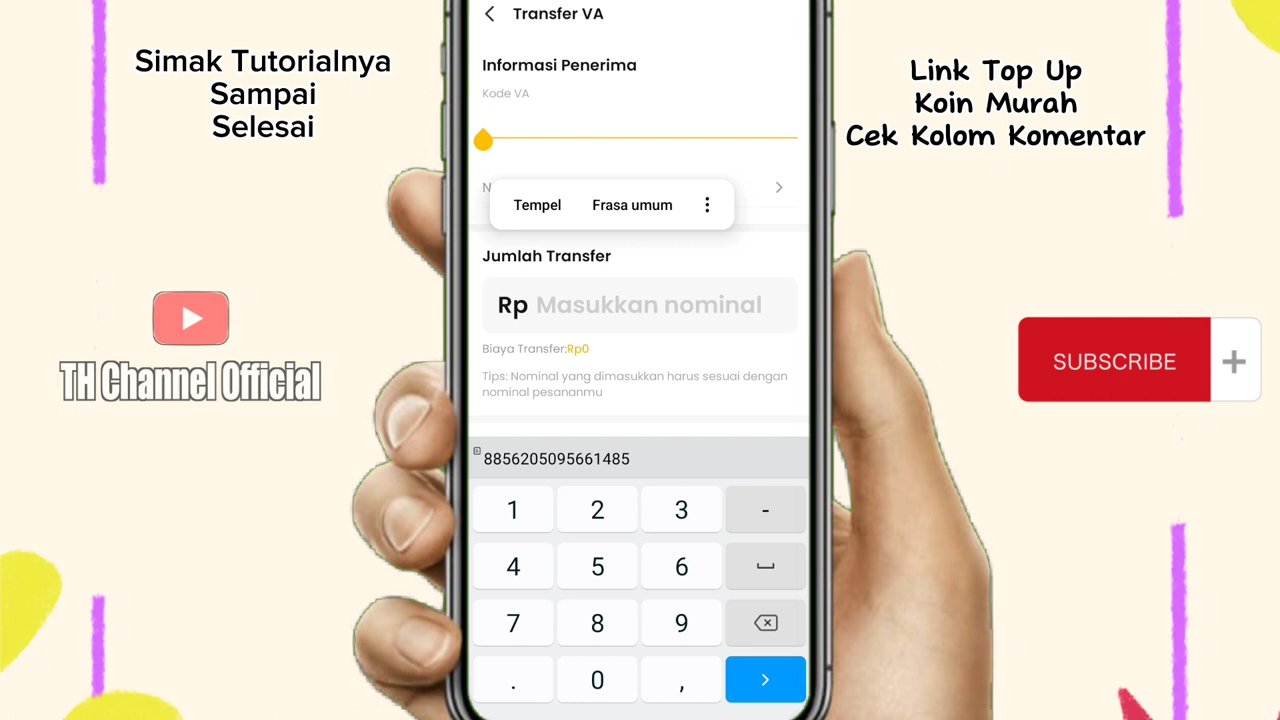 Transfer VA
Simak Tutorialnya
Sampai
Selesai
Link Top Up
Koin Murah
Cek Kolom Komentar
Informasi Penerima
Kode VA
N
Tempel Frasa umum
Jumlah Transfer
Rp Masukkan nominal
Biaya Transfer:Rp0
Tips: Nominal yang dimasukkan harus sesuai dengan
nominal pesananmu
TH Channel Official
SUBSCRIBE +
8856205095661485
1 2 3 -
4 5 6
7 8 9
. 0 ,